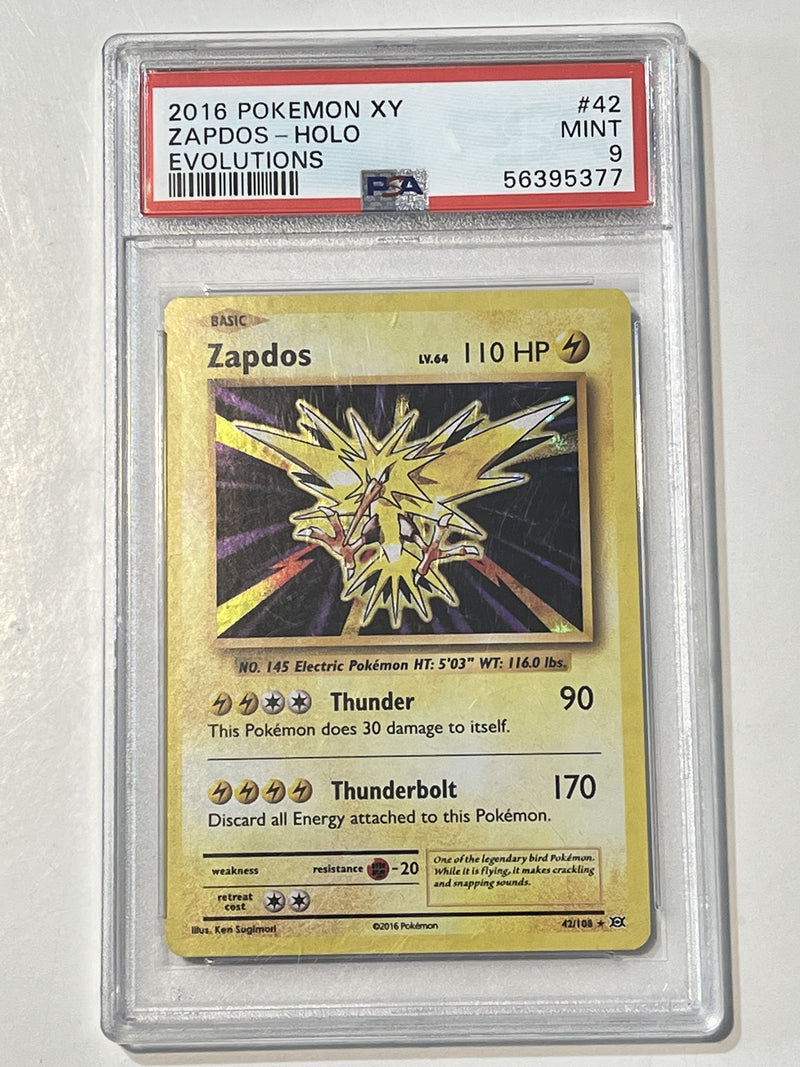 2016 POKEMON XY #42
ZAPDOS – HOLO MINT
EVOLUTIONS 9
PSA 56395377
BASIC
Zapdos LV.64 110 HP
NO. 145 Electric Pokémon HT: 5'03" WT: 116.0 lbs.
Thunder 90
This Pokémon does 30 damage to itself.
Thunderbolt 170
Discard all Energy attached to this Pokémon.
weakness resistance -20
retreat
cost
One of the legendary bird Pokémon.
While it is flying, it makes crackling
and snapping sounds.
Illus. Ken Sugimori ©2016 Pokémon 42/108 ★